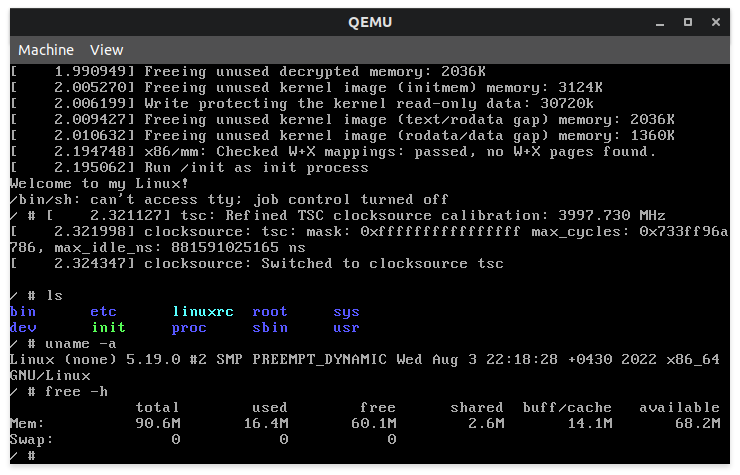 QEMU
Machine View
[    1.990949] Freeing unused decrypted memory: 2036K
[    2.005270] Freeing unused kernel image (initmem) memory: 3124K
[    2.006199] Write protecting the kernel read-only data: 30720k
[    2.009427] Freeing unused kernel image (text/rodata gap) memory: 2036K
[    2.010632] Freeing unused kernel image (rodata/data gap) memory: 1360K
[    2.194748] x86/mm: Checked W+X mappings: passed, no W+X pages found.
[    2.195062] Run /init as init process
Welcome to my Linux!
/bin/sh: can't access tty; job control turned off
/ # [    2.321127] tsc: Refined TSC clocksource calibration: 3997.730 MHz
[    2.321998] clocksource: tsc: mask: 0xffffffffffffffff max_cycles: 0x733ff96a
786, max_idle_ns: 881591025165 ns
[    2.324347] clocksource: Switched to clocksource tsc
/ # ls
bin      etc      linuxrc  root     sys
dev      init     proc     sbin     usr
/ # uname -a
Linux (none) 5.19.0 #2 SMP PREEMPT_DYNAMIC Wed Aug 3 22:18:28 +0430 2022 x86_64
GNU/Linux
/ # free -h
              total        used        free      shared  buff/cache   available
Mem:          90.6M       16.4M       60.1M        2.6M       14.1M       68.2M
Swap:             0           0           0
/ #